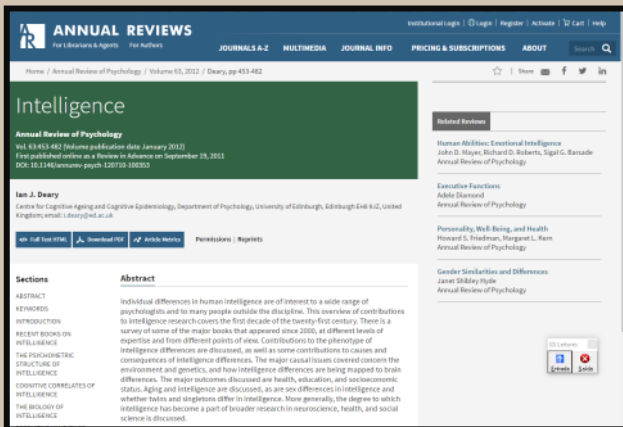 AR ANNUAL REVIEWS
For Librarians & Agents For Authors
Institutional Login | Login | Register | Activate | Cart | Help
JOURNALS A-Z MULTIMEDIA JOURNAL INFO PRICING & SUBSCRIPTIONS ABOUT Search
Home / Annual Review of Psychology / Volume 63, 2012 / Deary, pp 453-482
Share
Intelligence
Annual Review of Psychology
Vol. 63:453-482 (Volume publication date January 2012)
First published online as a Review in Advance on September 19, 2011
DOI: 10.1146/annurev-psych-120710-100353
Ian J. Deary
Centre for Cognitive Ageing and Cognitive Epidemiology, Department of Psychology, University of Edinburgh, Edinburgh EH8 9JZ, United
Kingdom; email: i.deary@ed.ac.uk
Full Text HTML Download PDF Article Metrics Permissions | Reprints
Sections
ABSTRACT
KEYWORDS
INTRODUCTION
RECENT BOOKS ON
INTELLIGENCE
THE PSYCHOMETRIC
STRUCTURE OF
INTELLIGENCE
COGNITIVE CORRELATES OF
INTELLIGENCE
THE BIOLOGY OF
INTELLIGENCE
Abstract
Individual differences in human intelligence are of interest to a wide range of
psychologists and to many people outside the discipline. This overview of contributions
to intelligence research covers the first decade of the twenty-first century. There is a
survey of some of the major books that appeared since 2000, at different levels of
expertise and from different points of view. Contributions to the phenotype of
intelligence differences are discussed, as well as some contributions to causes and
consequences of intelligence differences. The major causal issues covered concern the
environment and genetics, and how intelligence differences are being mapped to brain
differences. The major outcomes discussed are health, education, and socioeconomic
status. Aging and intelligence are discussed, as are sex differences in intelligence and
whether twins and singletons differ in intelligence. More generally, the degree to which
intelligence has become a part of broader research in neuroscience, health, and social
science is discussed.
Related Reviews
Human Abilities: Emotional Intelligence
John D. Mayer, Richard D. Roberts, Sigal G. Barsade
Annual Review of Psychology
Executive Functions
Adele Diamond
Annual Review of Psychology
Personality, Well-Being, and Health
Howard S. Friedman, Margaret L. Kern
Annual Review of Psychology
Gender Similarities and Differences
Janet Shibley Hyde
Annual Review of Psychology
Entrada Saída